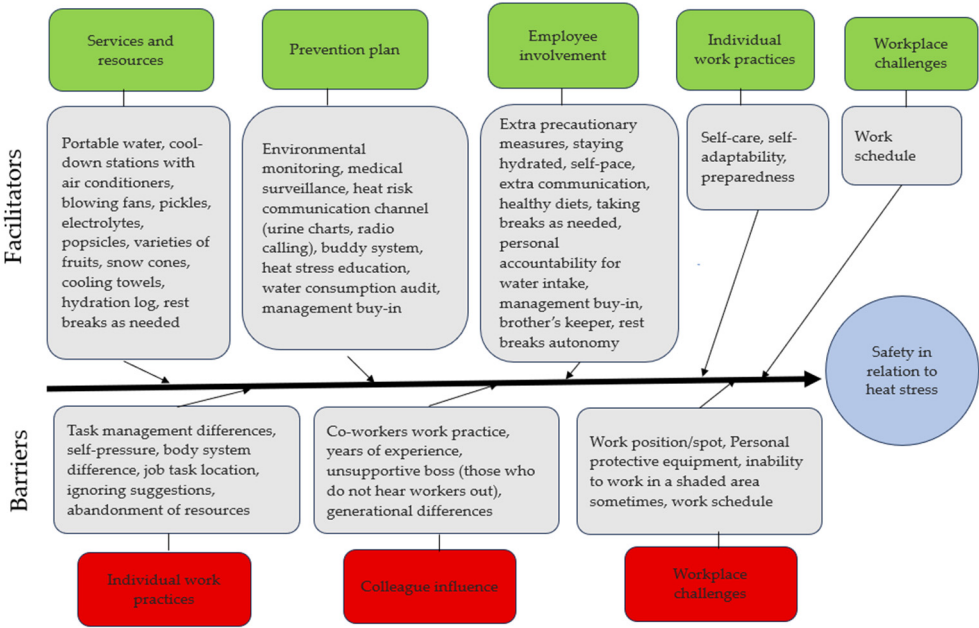 Facilitators
Services and
resources
Portable water, cool-
down stations with
air conditioners,
blowing fans, pickles,
electrolytes,
popsicles, varieties of
fruits, snow cones,
cooling towels,
hydration log, rest
breaks as needed
Prevention plan
Environmental
monitoring, medical
surveillance, heat risk
communication channel
(urine charts, radio
calling), buddy system,
heat stress education,
water consumption audit,
management buy-in
Employee
involvement
Extra precautionary
measures, staying
hydrated, self-pace,
extra communication,
healthy diets, taking
breaks as needed,
personal
accountability for
water intake,
management buy-in,
brother's keeper, rest
breaks autonomy
Individual
work practices
Self-care, self-
adaptability,
preparedness
Workplace
challenges
Work
schedule
Safety in
relation to
heat stress
Barriers
Task management differences,
self-pressure, body system
difference, job task location,
ignoring suggestions,
abandonment of resources
Individual work
practices
Co-workers work practice,
years of experience,
unsupportive boss (those who
do not hear workers out),
generational differences
Colleague influence
Work position/spot, Personal
protective equipment, inability
to work in a shaded area
sometimes, work schedule
Workplace
challenges